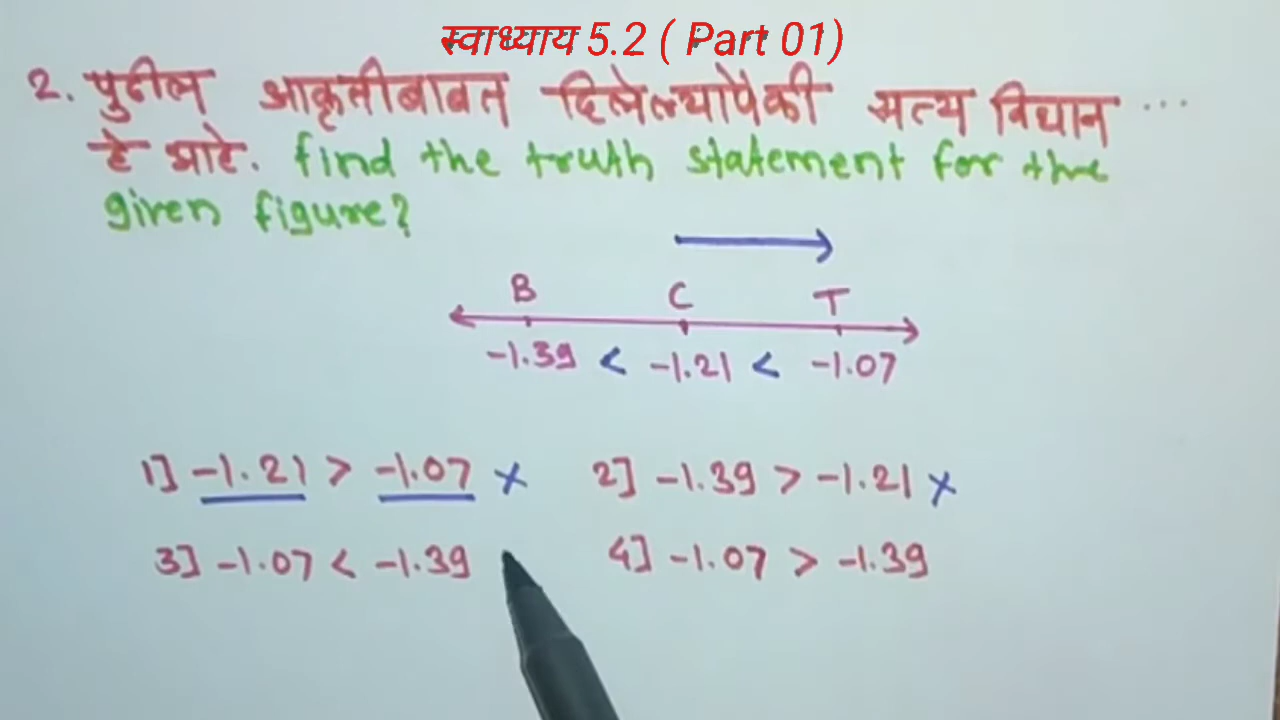 स्वाध्याय 5.2 ( Part 01)
2. पुढील आकृतीबाबत दिलेल्यांपैकी सत्य विधान ...
हे आहे. find the truth statement for the
given figure?
B C T
-1.39 < -1.21 < -1.07
1] -1.21 > -1.07 × 2] -1.39 > -1.21 ×
3] -1.07 < -1.39 4] -1.07 > -1.39